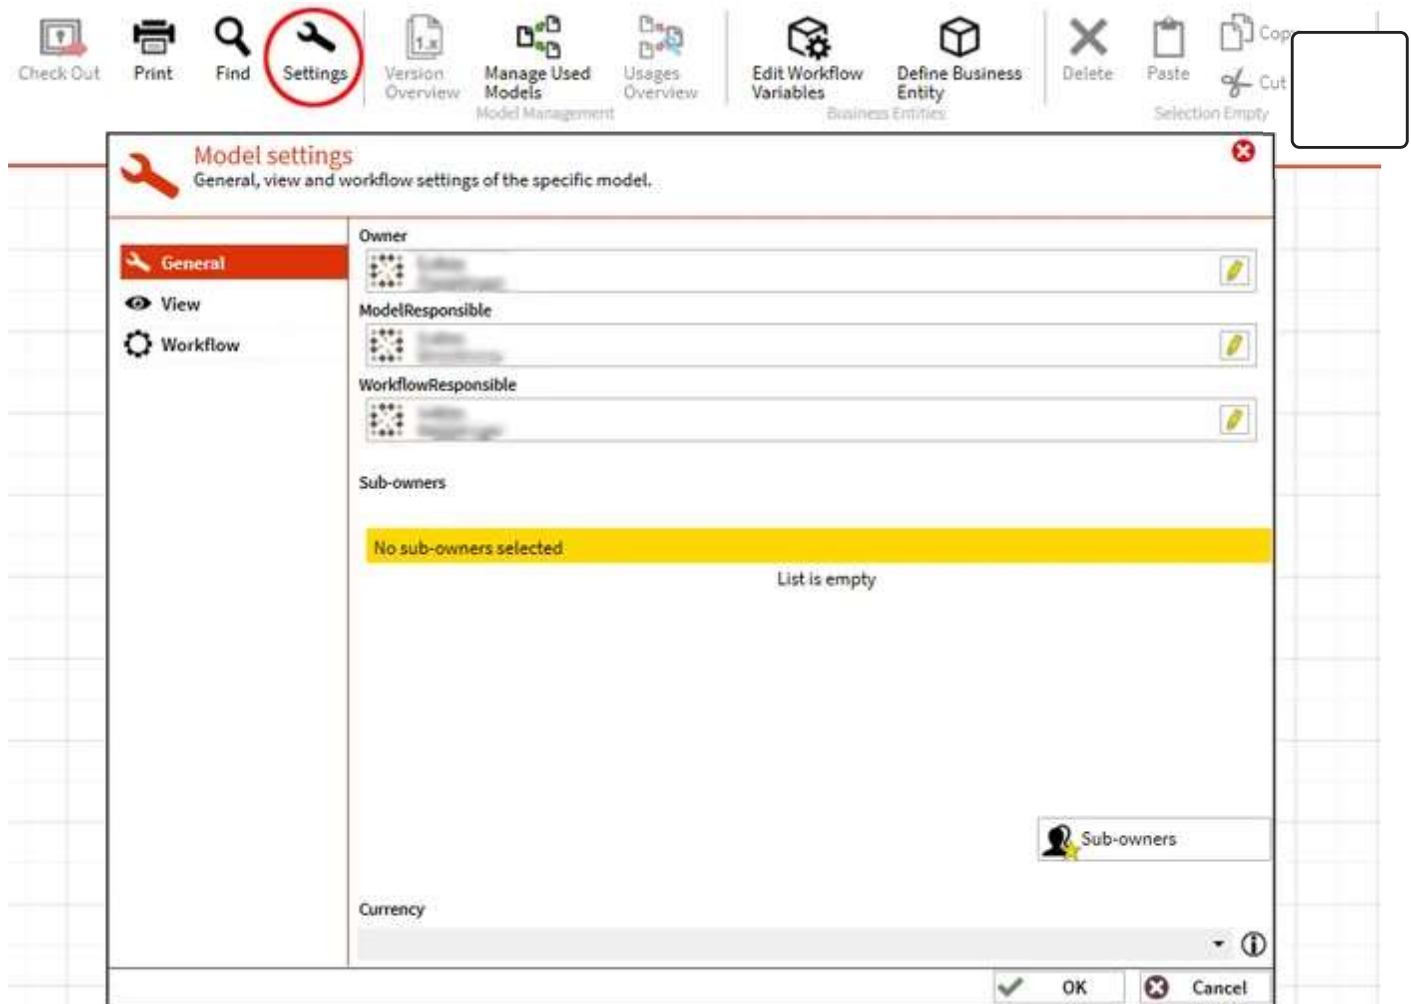 Check Out
Print
Find
Settings
Version
Overview
1.x
Manage Used
Models
Usages
Overview
Model Management
Edit Workflow
Variables
Define Business
Entity
Business Entities
Delete
Paste
Cut
Selection Empty
Model settings
General, view and workflow settings of the specific model.
General
View
Workflow
Owner
ModelResponsible
WorkflowResponsible
Sub-owners
No sub-owners selected
List is empty
Sub-owners
Currency
OK
Cancel